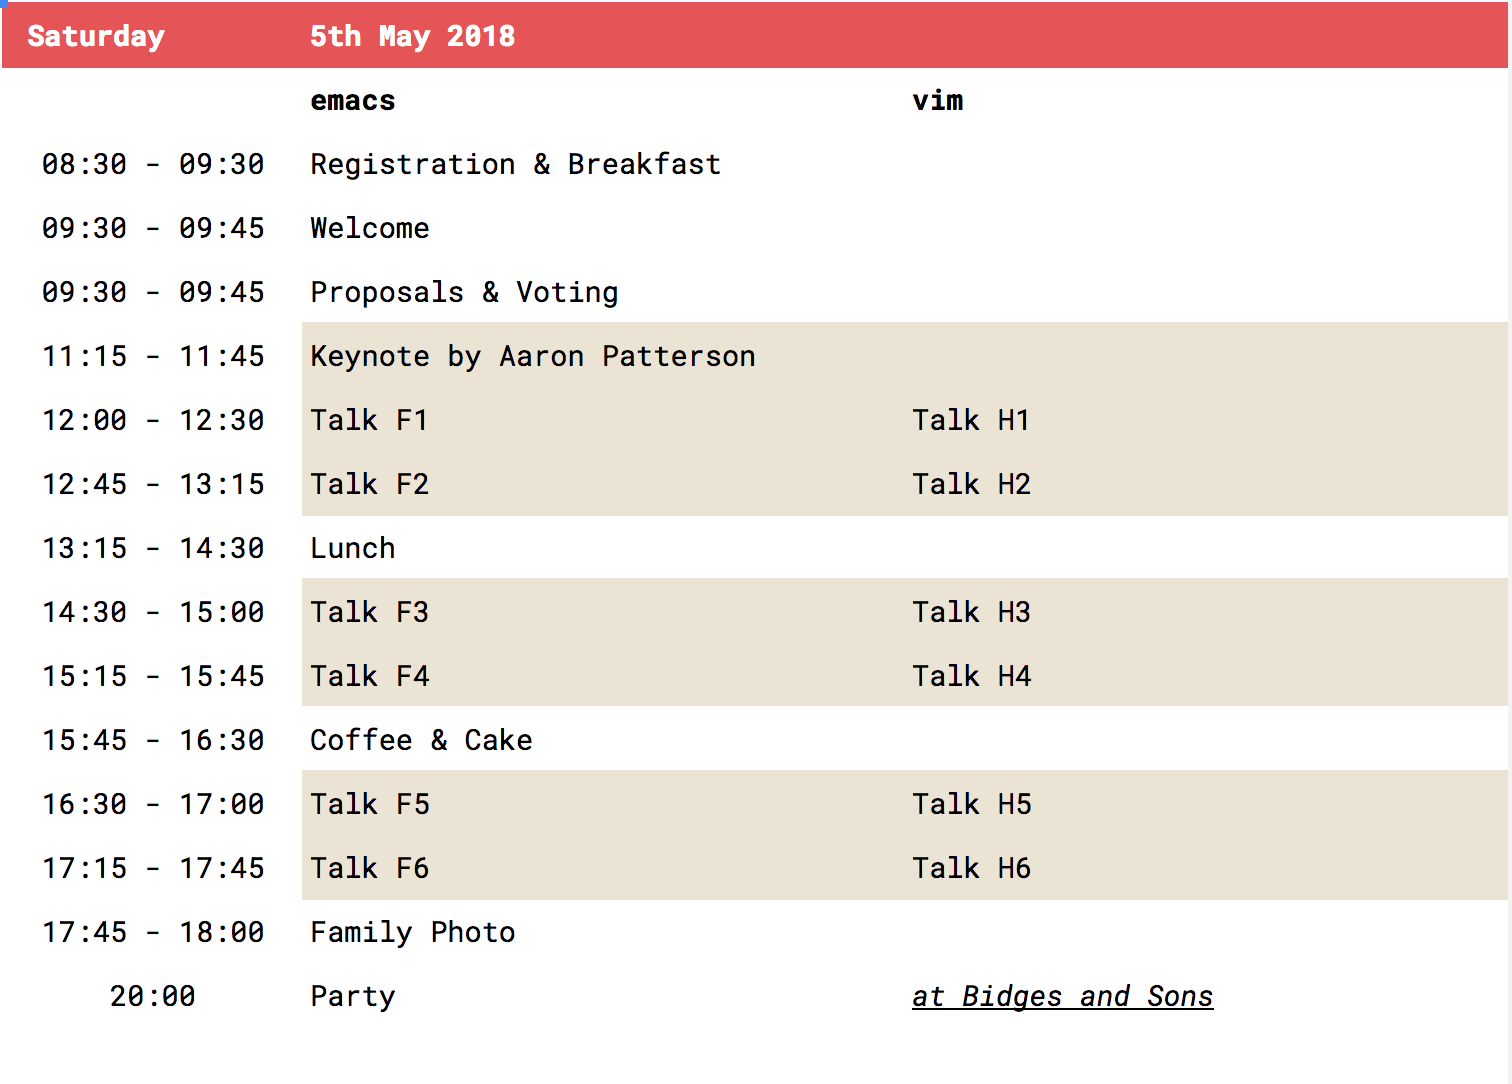 Saturday 5th May 2018
emacs vim
08:30 - 09:30 Registration & Breakfast
09:30 - 09:45 Welcome
09:30 - 09:45 Proposals & Voting
11:15 - 11:45 Keynote by Aaron Patterson
12:00 - 12:30 Talk F1 Talk H1
12:45 - 13:15 Talk F2 Talk H2
13:15 - 14:30 Lunch
14:30 - 15:00 Talk F3 Talk H3
15:15 - 15:45 Talk F4 Talk H4
15:45 - 16:30 Coffee & Cake
16:30 - 17:00 Talk F5 Talk H5
17:15 - 17:45 Talk F6 Talk H6
17:45 - 18:00 Family Photo
20:00 Party at Bidges and Sons